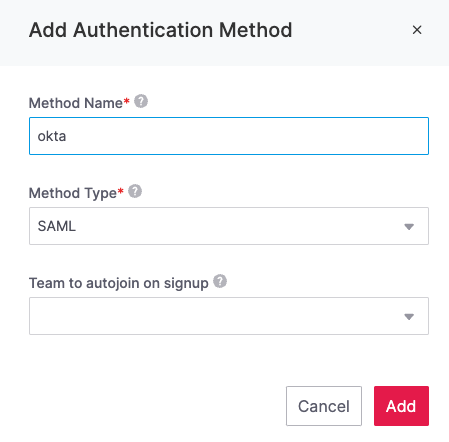 Add Authentication Method
Method Name*
okta
Method Type*
SAML
Team to autojoin on signup
Cancel Add